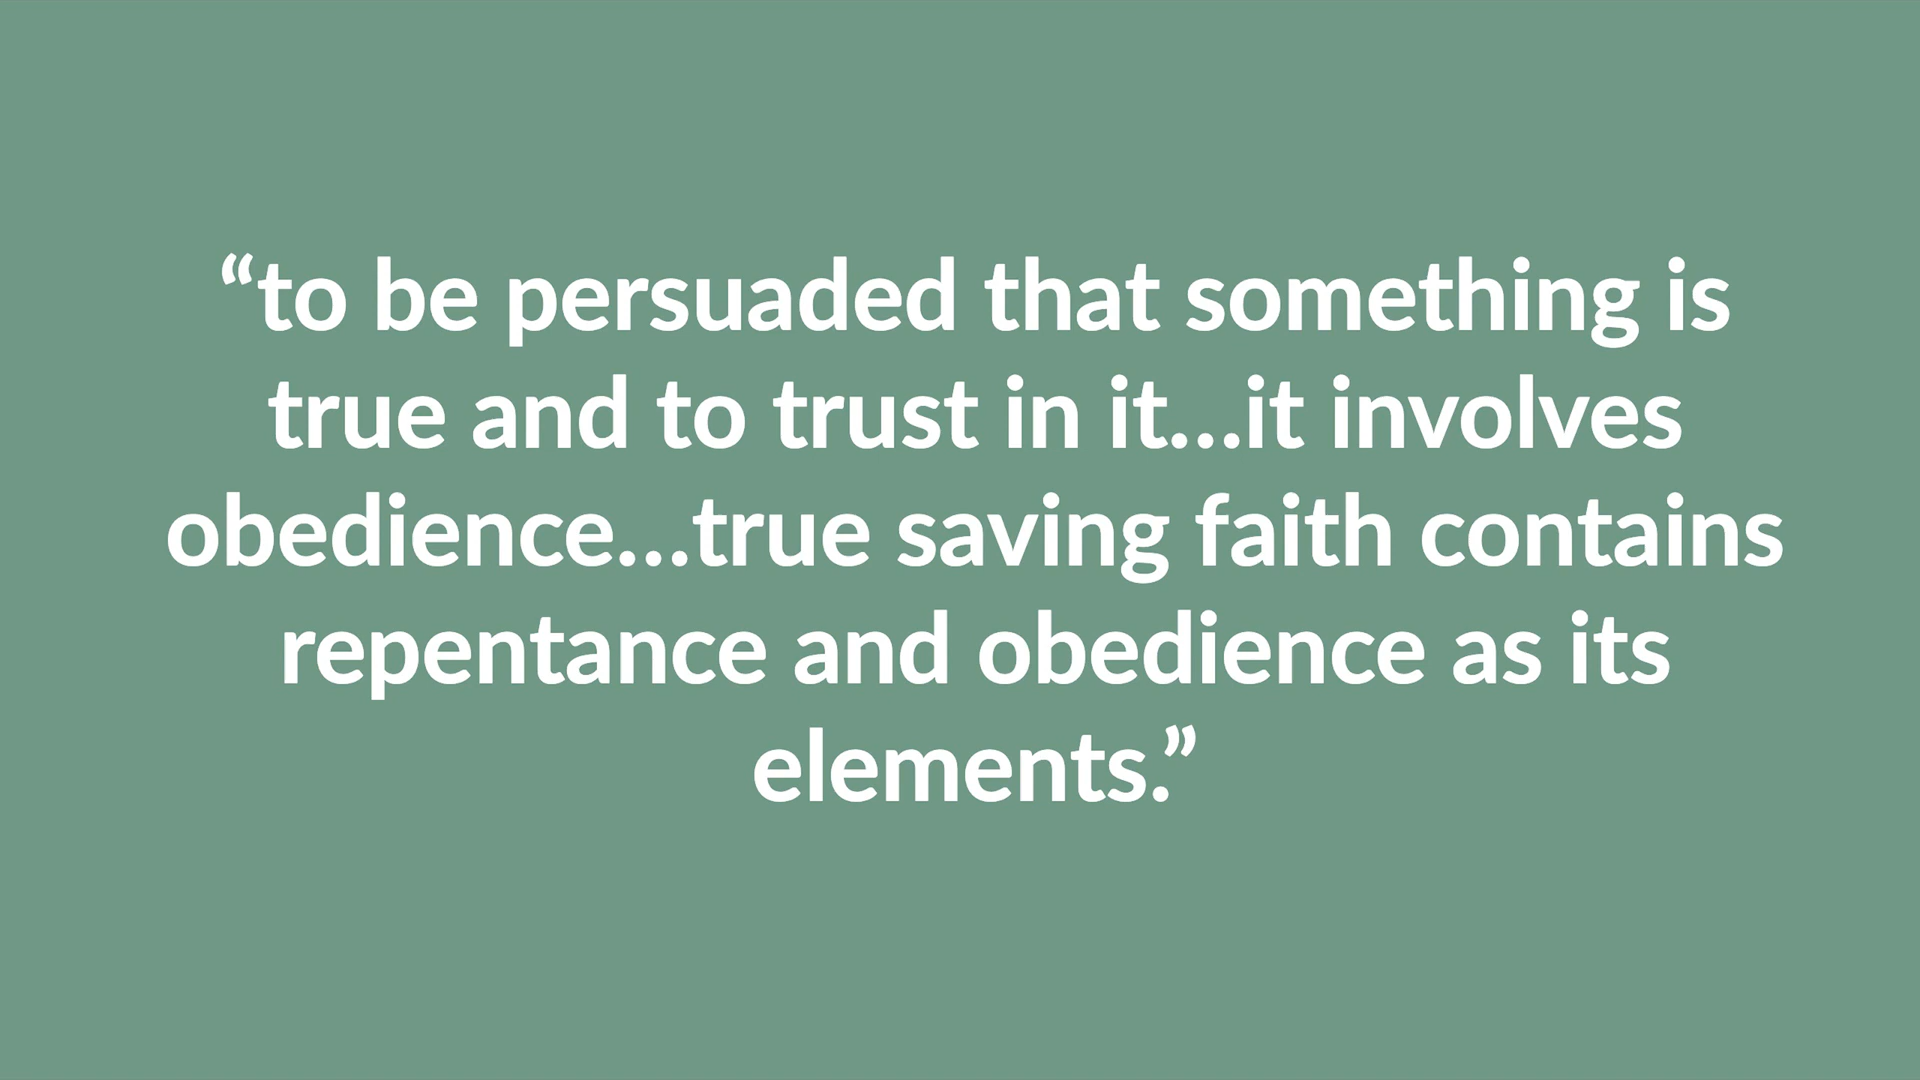 “to be persuaded that something is
true and to trust in it...it involves
obedience...true saving faith contains
repentance and obedience as its
elements.”